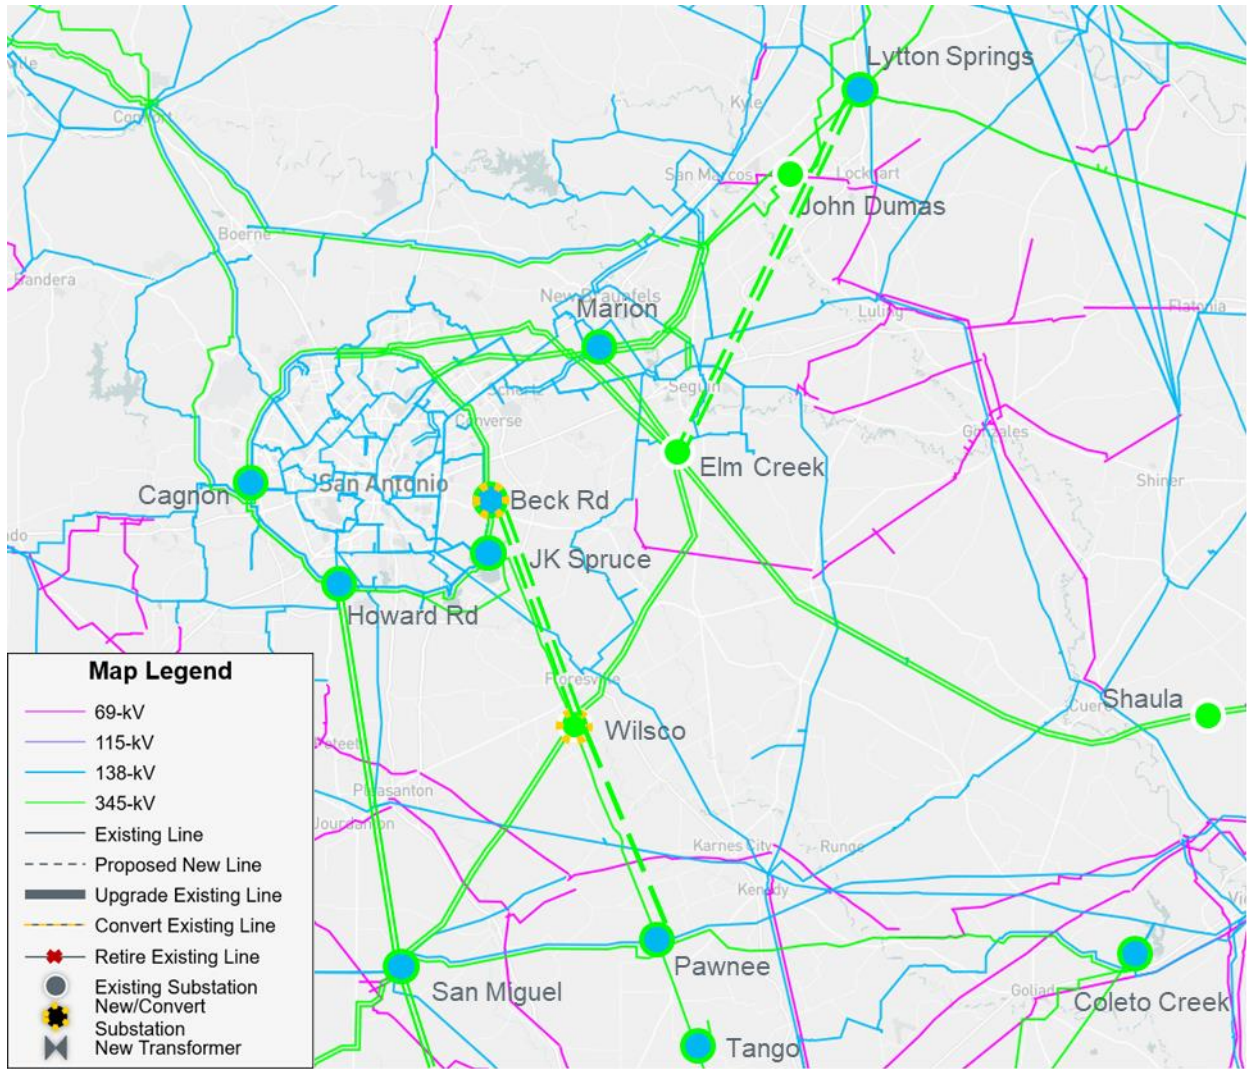 Lytton Springs
Kyle
Comfort
San Marcos
Lockhart
John Dumas
Boerne
Bandera
New Braunfels
Marion
Luling
Flatonia
Seguin
Schertz
Converse
Gonzales
Elm Creek
San Antonio
Shiner
Cagnon
Beck Rd
JK Spruce
Howard Rd
Floresville
Shaula
Cuero
Wilsco
Pleasanton
Jourdanton
Karnes City
Runge
Kenedy
Pawnee
San Miguel
Goliad
Coleto Creek
Tango
Map Legend
69-kV
115-kV
138-kV
345-kV
Existing Line
Proposed New Line
Upgrade Existing Line
Convert Existing Line
Retire Existing Line
Existing Substation
New/Convert
Substation
New Transformer